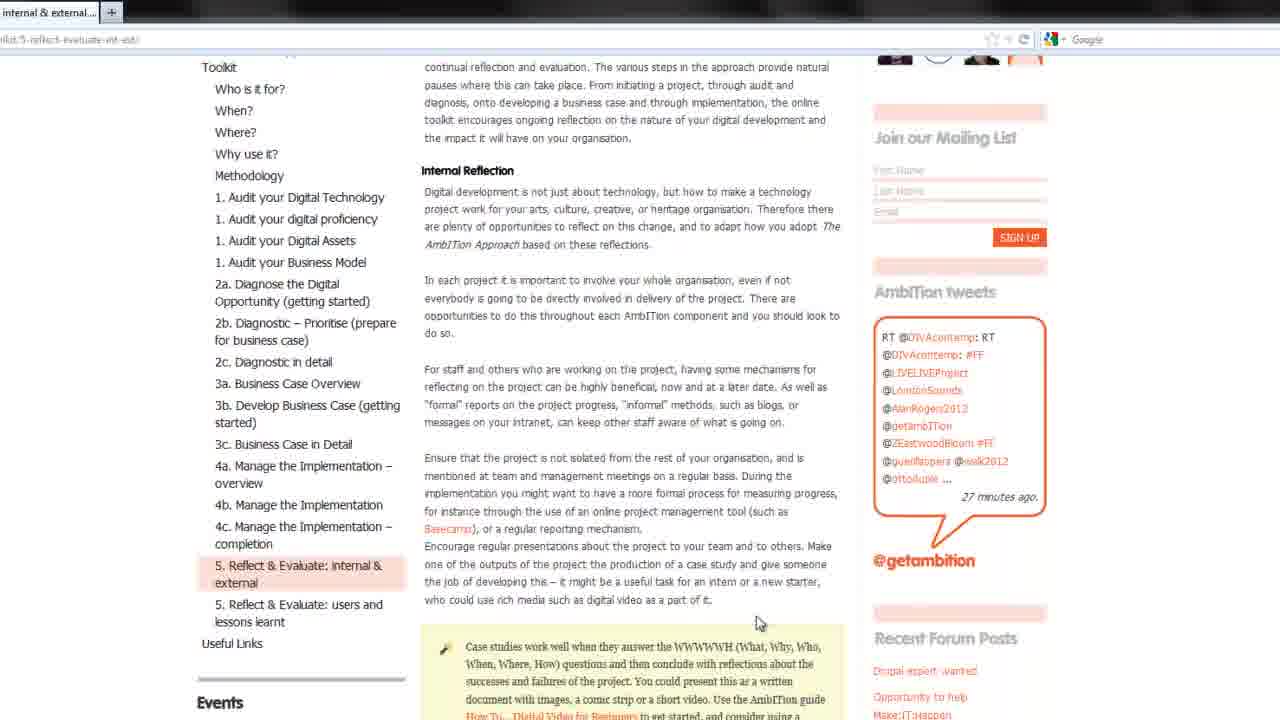 internal & external...
olkit/5-reflect-evaluate-int-ext/
Google
Toolkit
Who is it for?
When?
Where?
Why use it?
Methodology
1. Audit your Digital Technology
1. Audit your digital proficiency
1. Audit your Digital Assets
1. Audit your Business Model
2a. Diagnose the Digital
Opportunity (getting started)
2b. Diagnostic – Prioritise (prepare
for business case)
2c. Diagnostic in detail
3a. Business Case Overview
3b. Develop Business Case (getting
started)
3c. Business Case in Detail
4a. Manage the Implementation –
overview
4b. Manage the Implementation
4c. Manage the Implementation –
completion
5. Reflect & Evaluate: internal &
external
5. Reflect & Evaluate: users and
lessons learnt
Useful Links
Events
continual reflection and evaluation. The various steps in the approach provide natural
pauses where this can take place. From initiating a project, through audit and
diagnosis, onto developing a business case and through implementation, the online
toolkit encourages ongoing reflection on the nature of your digital development and
the impact it will have on your organisation.
Internal Reflection
Digital development is not just about technology, but how to make a technology
project work for your arts, culture, creative, or heritage organisation. Therefore there
are plenty of opportunities to reflect on this change, and to adapt how you adopt The
AmbITion Approach based on these reflections.
In each project it is important to involve your whole organisation, even if not
everybody is going to be directly involved in delivery of the project. There are
opportunities to do this throughout each AmbITion component and you should look to
do so.
For staff and others who are working on the project, having some mechanisms for
reflecting on the project can be highly beneficial, now and at a later date. As well as
"formal" reports on the project progress, "informal" methods, such as blogs, or
messages on your intranet, can keep other staff aware of what is going on.
Ensure that the project is not isolated from the rest of your organisation, and is
mentioned at team and management meetings on a regular basis. During the
implementation you might want to have a more formal process for measuring progress,
for instance through the use of an online project management tool (such as
Basecamp), or a regular reporting mechanism.
Encourage regular presentations about the project to your team and to others. Make
one of the outputs of the project the production of a case study and give someone
the job of developing this – it might be a useful task for an intern or a new starter,
who could use rich media such as digital video as a part of it.
Case studies work well when they answer the WWWWWH (What, Why, Who,
When, Where, How) questions and then conclude with reflections about the
successes and failures of the project. You could present this as a written
document with images, a comic strip or a short video. Use the AmbITion guide
How To... Digital Video for Beginners to get started, and consider using a
Join our Mailing List
First Name
Last Name
Email
SIGN UP
AmbITion tweets
RT @DIVAcontemp: RT
@DIVAcontemp: #FF
@LIVELIVEProject
@LorntonSounds
@AlanRogers2012
@getambITion
@ZEastwoodBloom #FF
@guerillaopera @iwalk2012
...
27 minutes ago.
@getambition
Recent Forum Posts
Drupal expert wanted
Opportunity to help
Make:IT:Happen